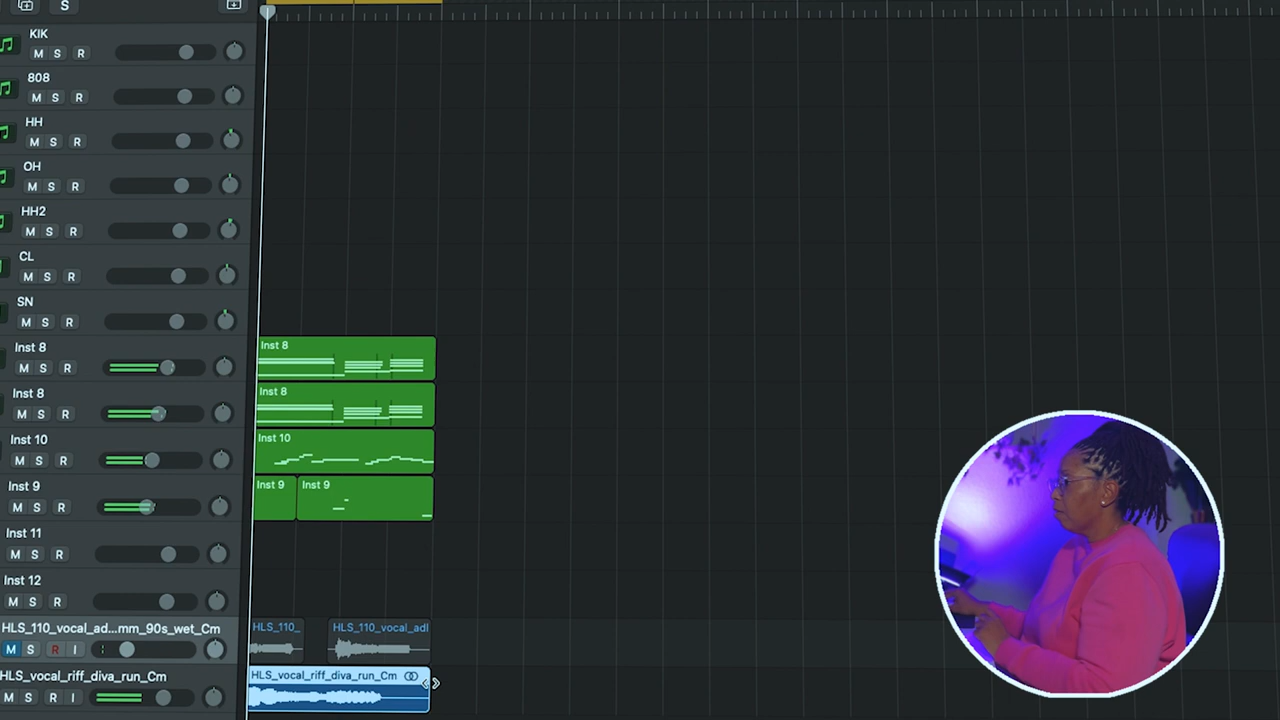 S
KIK
M S R
808
M S R
HH
M S R
OH
M S R
HH2
M S R
CL
M S R
SN
M S R
Inst 8
M S R
Inst 8
Inst 8
M S R
Inst 8
Inst 10
M S R
Inst 10
Inst 9
M S R
Inst 9 Inst 9
Inst 11
M S R
Inst 12
M S R
HLS_110_vocal_ad...mm_90s_wet_Cm
M S R I
HLS_110_ HLS_110_vocal_adl
HLS_vocal_riff_diva_run_Cm
M S R I
HLS_vocal_riff_diva_run_Cm